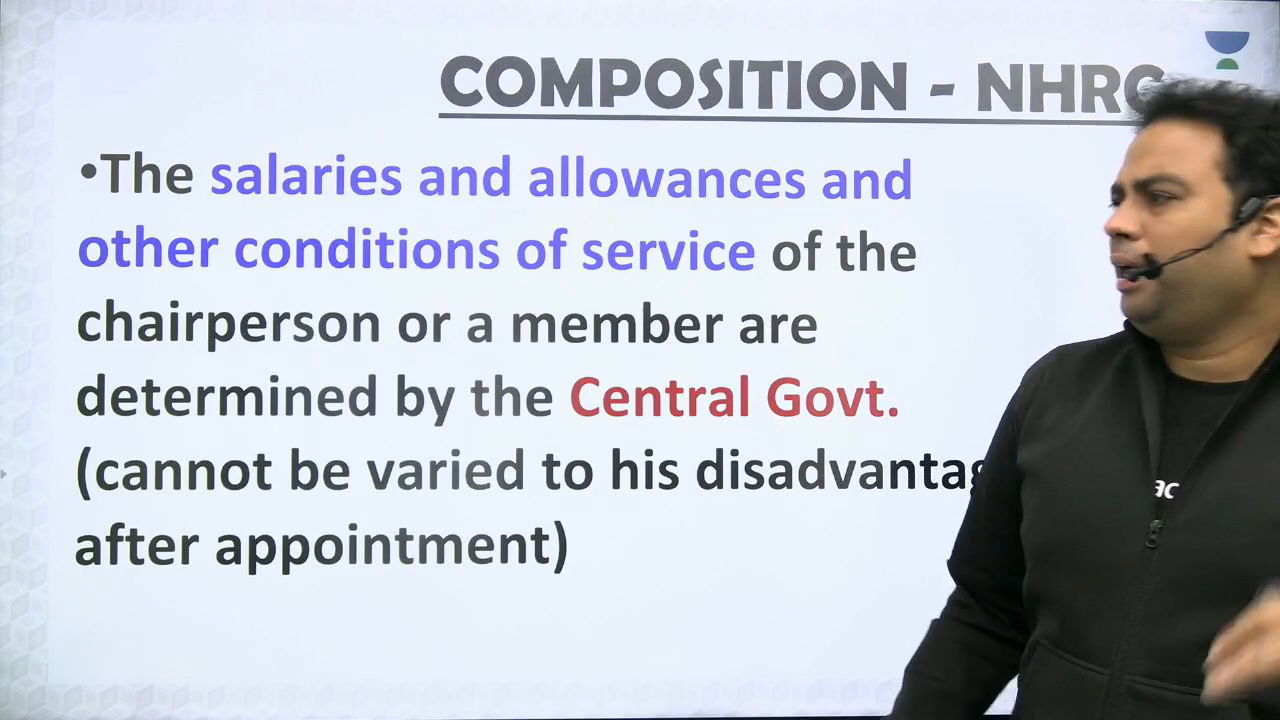 COMPOSITION - NHRC
•The salaries and allowances and
other conditions of service of the
chairperson or a member are
determined by the Central Govt.
(cannot be varied to his
after appointment)
ac